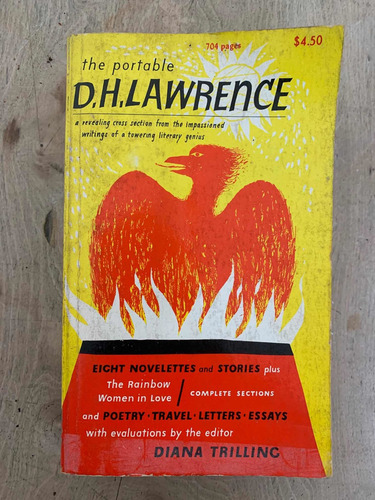 704 pages
$4.50
the portable
D.H.LAWRENCE
a revealing cross section from the impassioned
writings of a towering literary genius
EIGHT NOVELETTES and STORIES plus
The Rainbow
Women in Love / COMPLETE SECTIONS
and POETRY · TRAVEL · LETTERS · ESSAYS
with evaluations by the editor
DIANA TRILLING